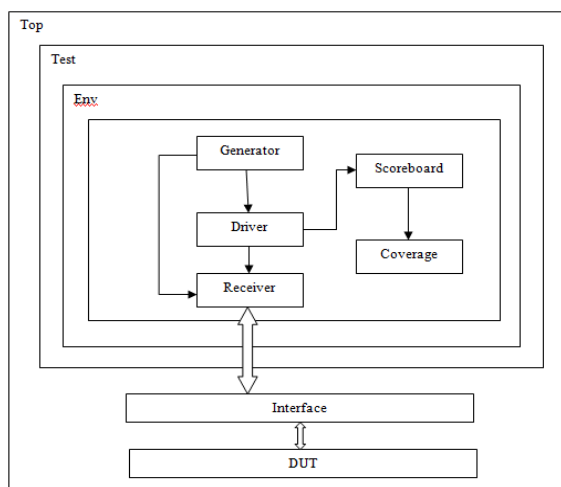 Top
Test
Env
Generator
Scoreboard
Driver
Coverage
Receiver
Interface
DUT